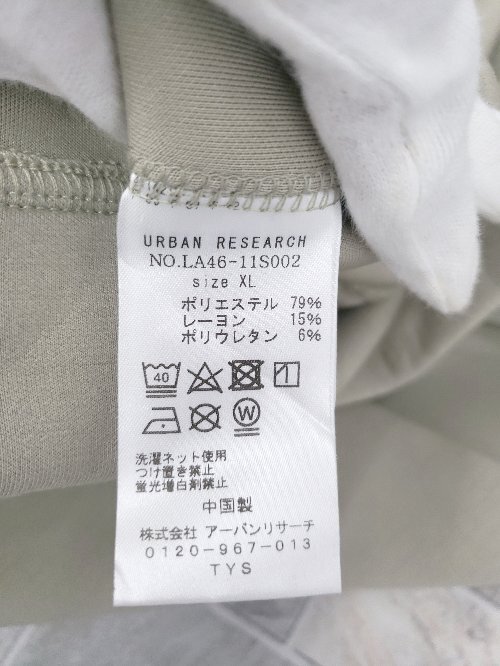 URBAN RESEARCH
NO.LA46-11S002
size XL
ポリエステル 79%
レーヨン 15%
ポリウレタン 6%
40
W
洗濯ネット使用
つけ置き禁止
蛍光増白剤禁止
中国製
株式会社 アーバンリサーチ
0120-967-013
TYS